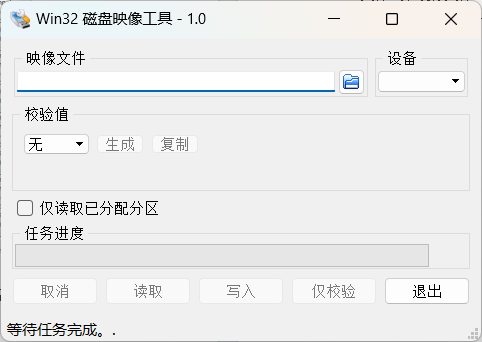 Win32 磁盘映像工具 - 1.0
映像文件
设备
校验值
无
生成
复制
仅读取已分配分区
任务进度
取消
读取
写入
仅校验
退出
等待任务完成。.